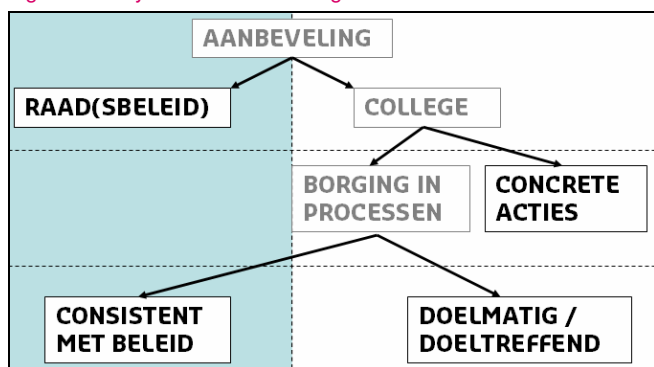 AANBEVELING
RAAD(SBELEID)
COLLEGE
BORGING IN
PROCESSEN
CONCRETE
ACTIES
CONSISTENT
MET BELEID
DOELMATIG /
DOELTREFFEND